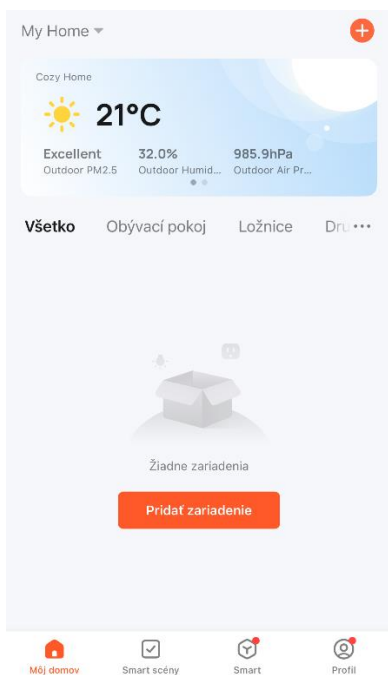 My Home
Cozy Home
21°C
Excellent 32.0% 985.9hPa
Outdoor PM2.5 Outdoor Humid... Outdoor Air Pr...
Všetko Obývací pokoj Ložnice Dru
Žiadne zariadenia
Pridať zariadenie
Môj domov Smart scény Smart Profil